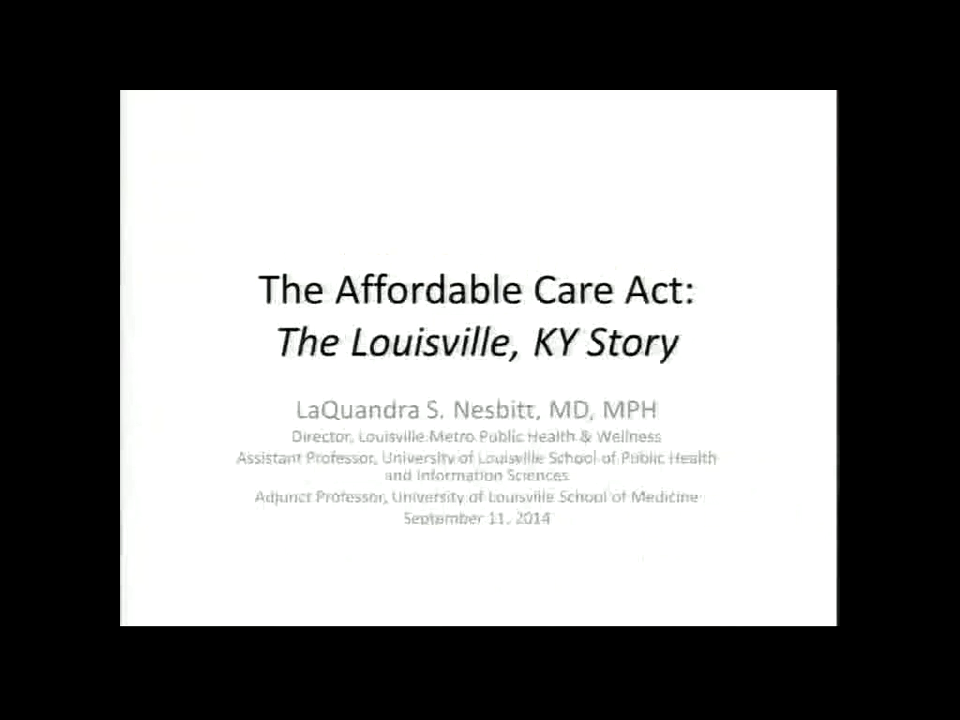 The Affordable Care Act:
The Louisville, KY Story
LaQuandra S. Nesbitt, MD, MPH
Director, Louisville Metro Public Health & Wellness
Assistant Professor, University of Louisville School of Public Health
and Information Sciences
Adjunct Professor, University of Louisville School of Medicine
September 11, 2014